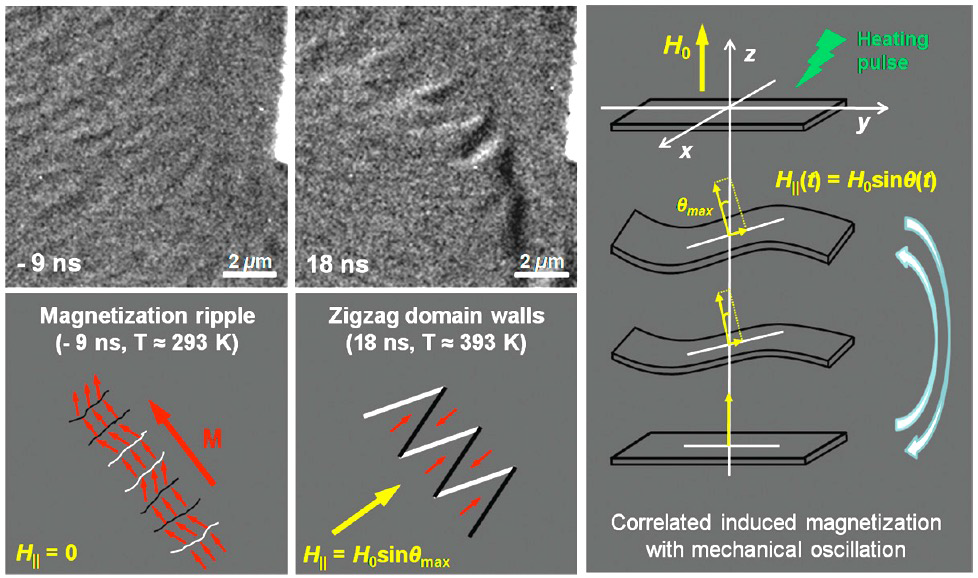 - 9 ns
2 µm
18 ns
2 µm
Magnetization ripple
(- 9 ns, T ≈ 293 K)
M
H|| = 0
Zigzag domain walls
(18 ns, T ≈ 393 K)
H|| = H0sinθmax
H0
z
Heating
pulse
y
x
H||(t) = H0sinθ(t)
θmax
Correlated induced magnetization
with mechanical oscillation